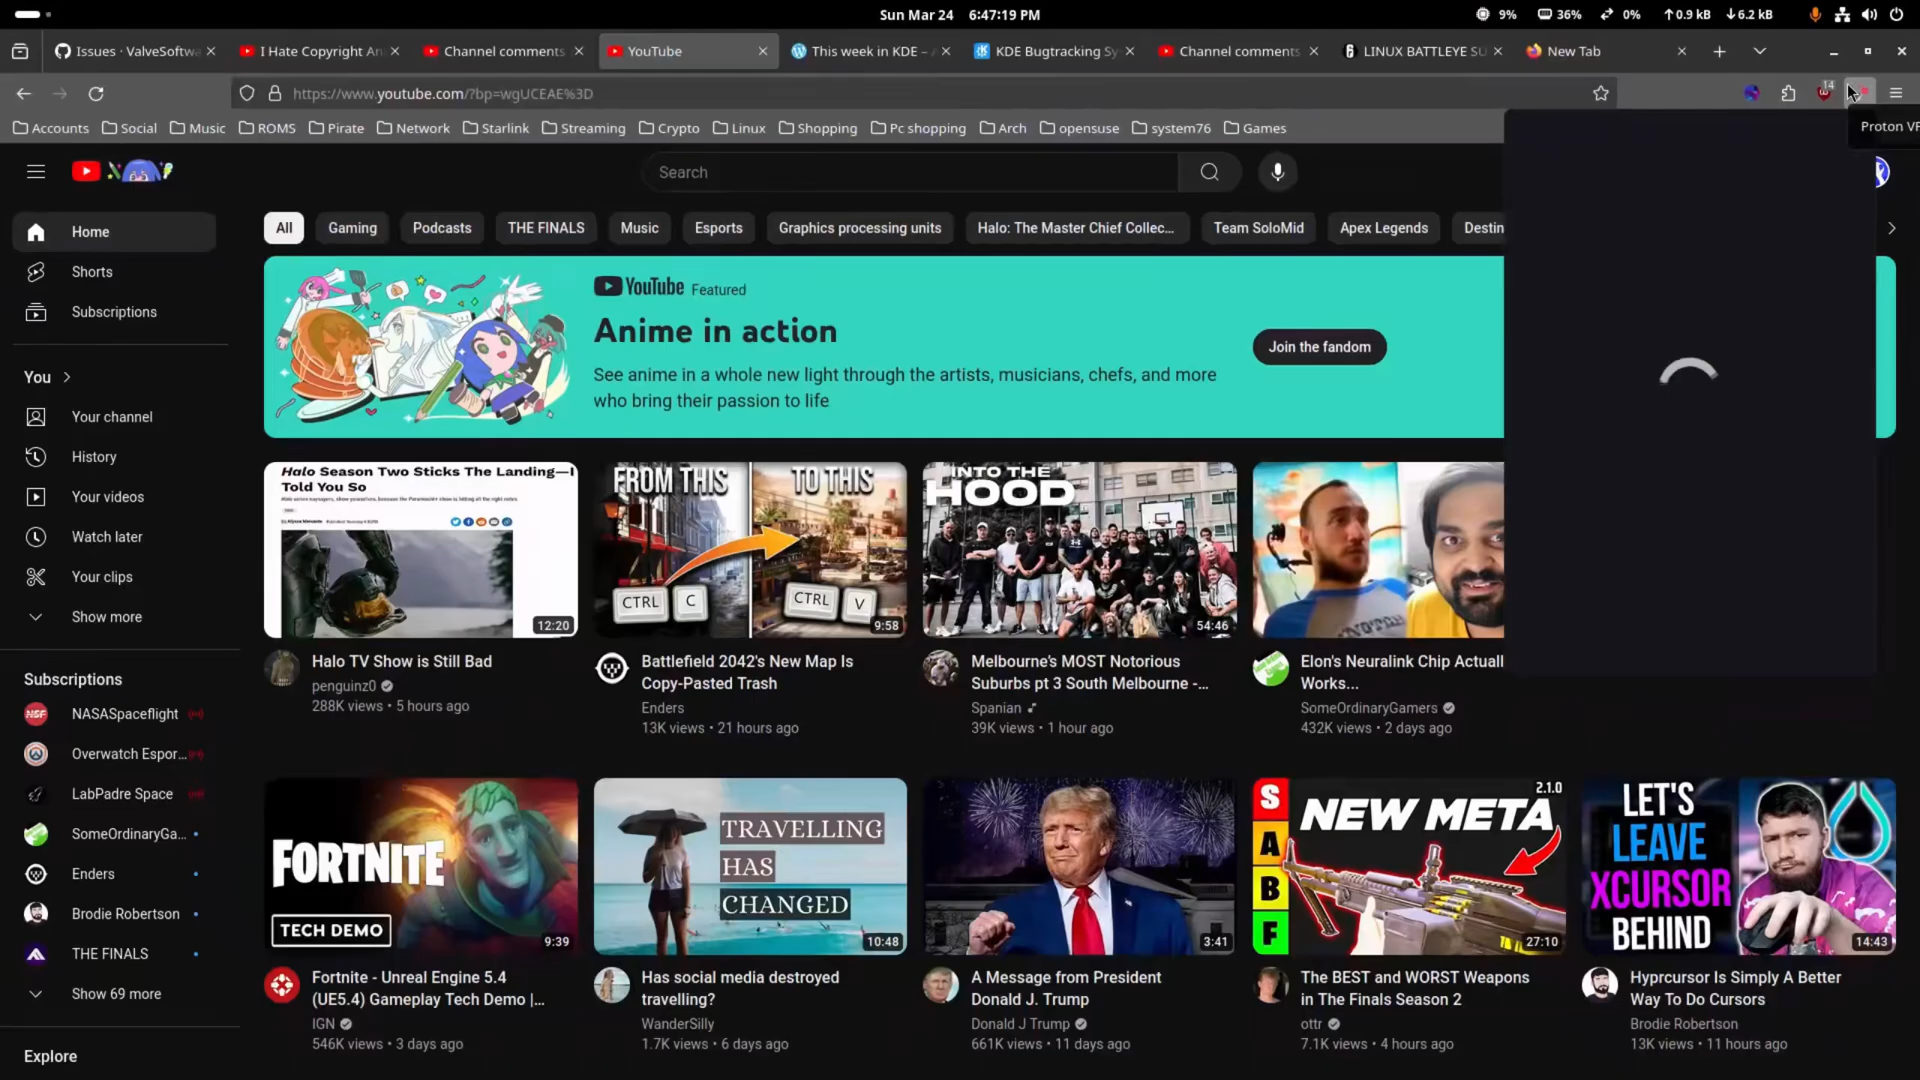 Sun Mar 24 6:47:19 PM
9% 36% 0% 0.9 kB 6.2 kB
Issues · ValveSoftwa
I Hate Copyright An
Channel comments
YouTube
This week in KDE –
KDE Bugtracking Sy
Channel comments
LINUX BATTLEYE SU
New Tab
https://www.youtube.com/?bp=wgUCEAE%3D
14
Accounts Social Music ROMS Pirate Network Starlink Streaming Crypto Linux Shopping Pc shopping Arch opensuse system76 Games
Proton VP
Search
Home
Shorts
Subscriptions
You
Your channel
History
Your videos
Watch later
Your clips
Show more
Subscriptions
NASASpaceflight
Overwatch Espor...
LabPadre Space
SomeOrdinaryGa...
Enders
Brodie Robertson
THE FINALS
Show 69 more
Explore
All Gaming Podcasts THE FINALS Music Esports Graphics processing units Halo: The Master Chief Collec... Team SoloMid Apex Legends Destin
YouTube Featured
Anime in action
See anime in a whole new light through the artists, musicians, chefs, and more
who bring their passion to life
Join the fandom
Halo Season Two Sticks The Landing—I
Told You So
12:20
Halo TV Show is Still Bad
penguinz0
288K views • 5 hours ago
FROM THIS TO THIS
CTRL C CTRL V
9:58
Battlefield 2042's New Map Is
Copy-Pasted Trash
Enders
13K views • 21 hours ago
INTO THE
HOOD
54:46
Melbourne's MOST Notorious
Suburbs pt 3 South Melbourne -...
Spanian
39K views • 1 hour ago
Elon's Neuralink Chip Actuall
Works...
SomeOrdinaryGamers
432K views • 2 days ago
FORTNITE
TECH DEMO
9:39
Fortnite - Unreal Engine 5.4
(UE5.4) Gameplay Tech Demo |...
IGN
546K views • 3 days ago
TRAVELLING
HAS
CHANGED
10:48
Has social media destroyed
travelling?
WanderSilly
1.7K views • 6 days ago
3:41
A Message from President
Donald J. Trump
Donald J Trump
661K views • 11 days ago
S
A
B
F
2.1.0
NEW META
27:10
The BEST and WORST Weapons
in The Finals Season 2
ottr
7.1K views • 4 hours ago
LET'S
LEAVE
XCURSOR
BEHIND
14:43
Hyprcursor Is Simply A Better
Way To Do Cursors
Brodie Robertson
13K views • 11 hours ago